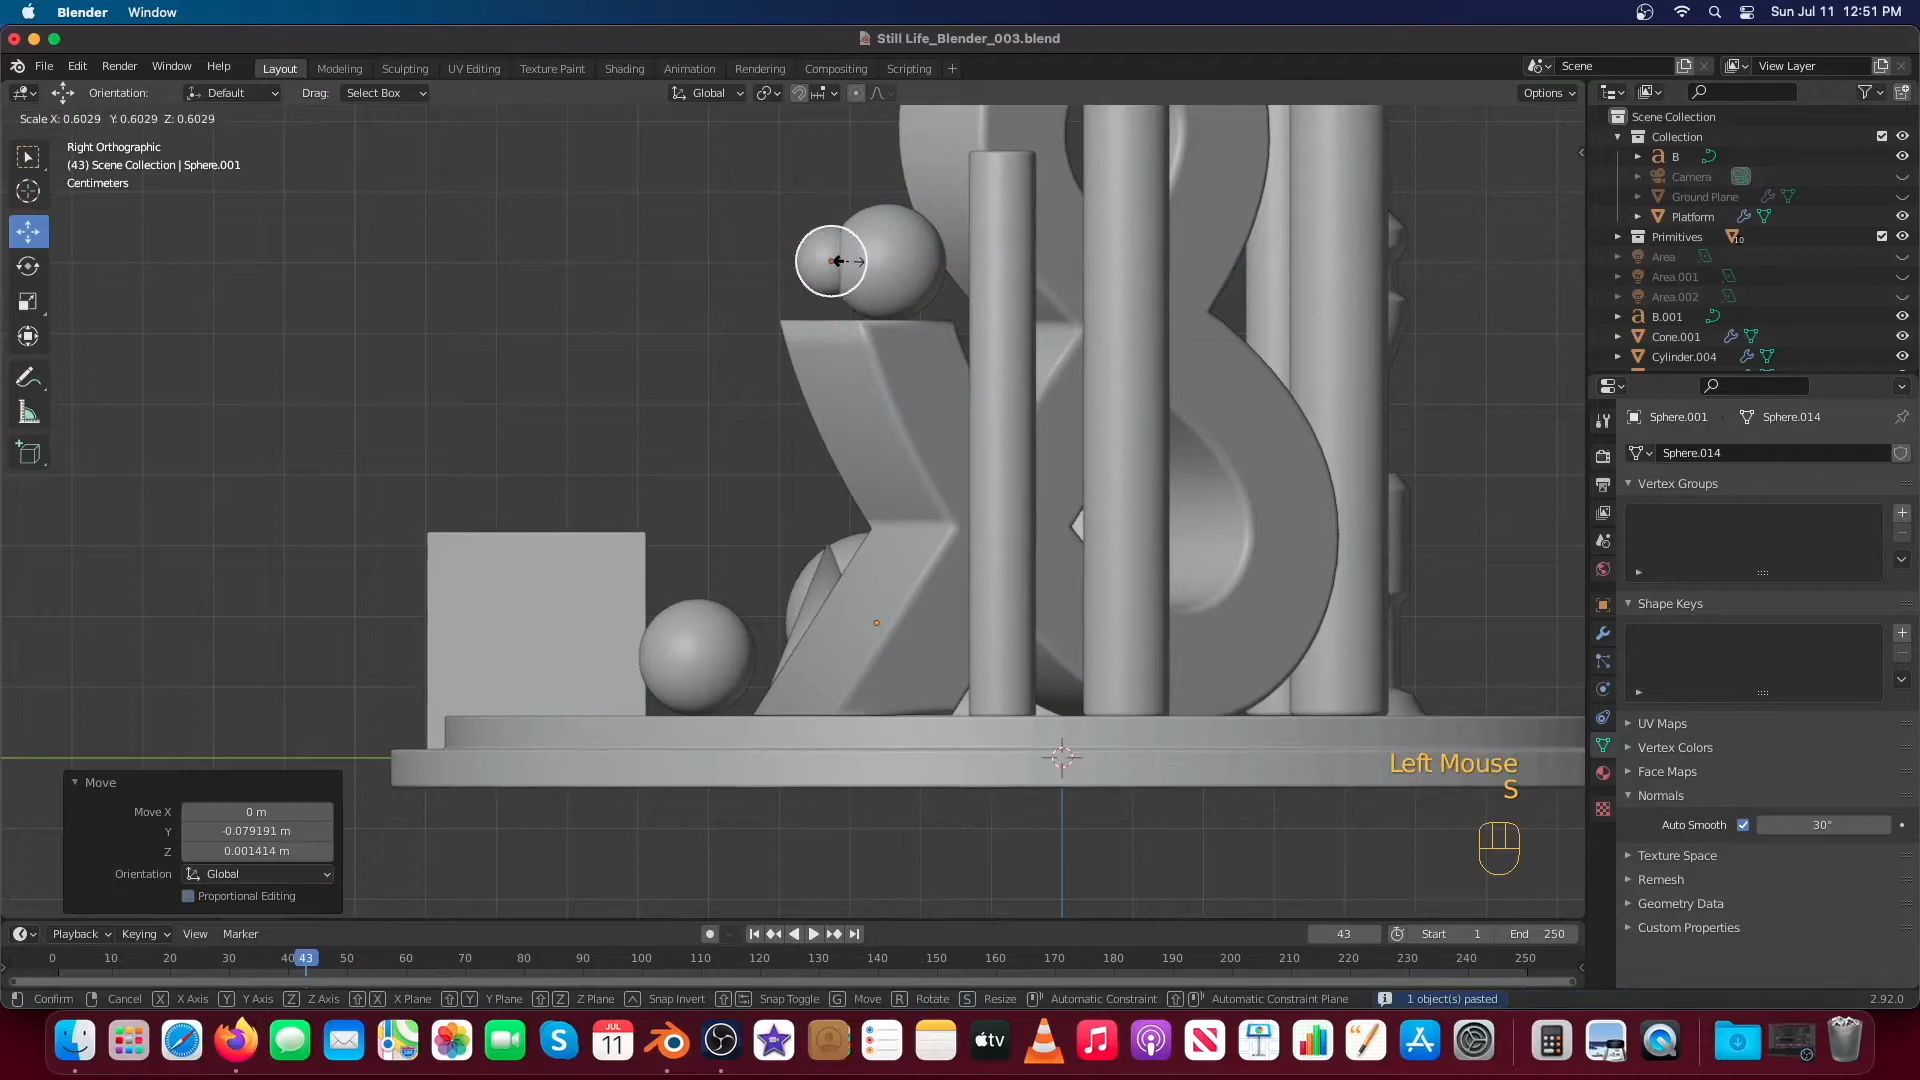 Blender Window Sun Jul 11 12:51 PM
Still Life_Blender_003.blend
File Edit Render Window Help Layout Modeling Sculpting UV Editing Texture Paint Shading Animation Rendering Compositing Scripting + Scene View Layer
Orientation: Default Drag: Select Box Global Options
Scale X: 0.6029 Y: 0.6029 Z: 0.6029
Right Orthographic
(43) Scene Collection | Sphere.001
Centimeters
Scene Collection
Collection
B
Camera
Ground Plane
Platform
Primitives 10
Area
Area.001
Area.002
B.001
Cone.001
Cylinder.004
Sphere.001 Sphere.014
Sphere.014
Vertex Groups
Shape Keys
UV Maps
Vertex Colors
Face Maps
Normals
Auto Smooth 30°
Texture Space
Remesh
Geometry Data
Custom Properties
Left Mouse
S
Move
Move X 0 m
Y -0.079191 m
Z 0.001414 m
Orientation Global
Proportional Editing
Playback Keying View Marker 43 Start 1 End 250
0 10 20 30 40 43 50 60 70 80 90 100 110 120 130 140 150 160 170 180 190 200 210 220 230 240 250
Confirm Cancel X X Axis Y Y Axis Z Z Axis X X Plane Y Y Plane Z Z Plane Snap Invert Snap Toggle G Move R Rotate S Resize Automatic Constraint Automatic Constraint Plane 1 object(s) pasted 2.92.0
JUL
11
tv